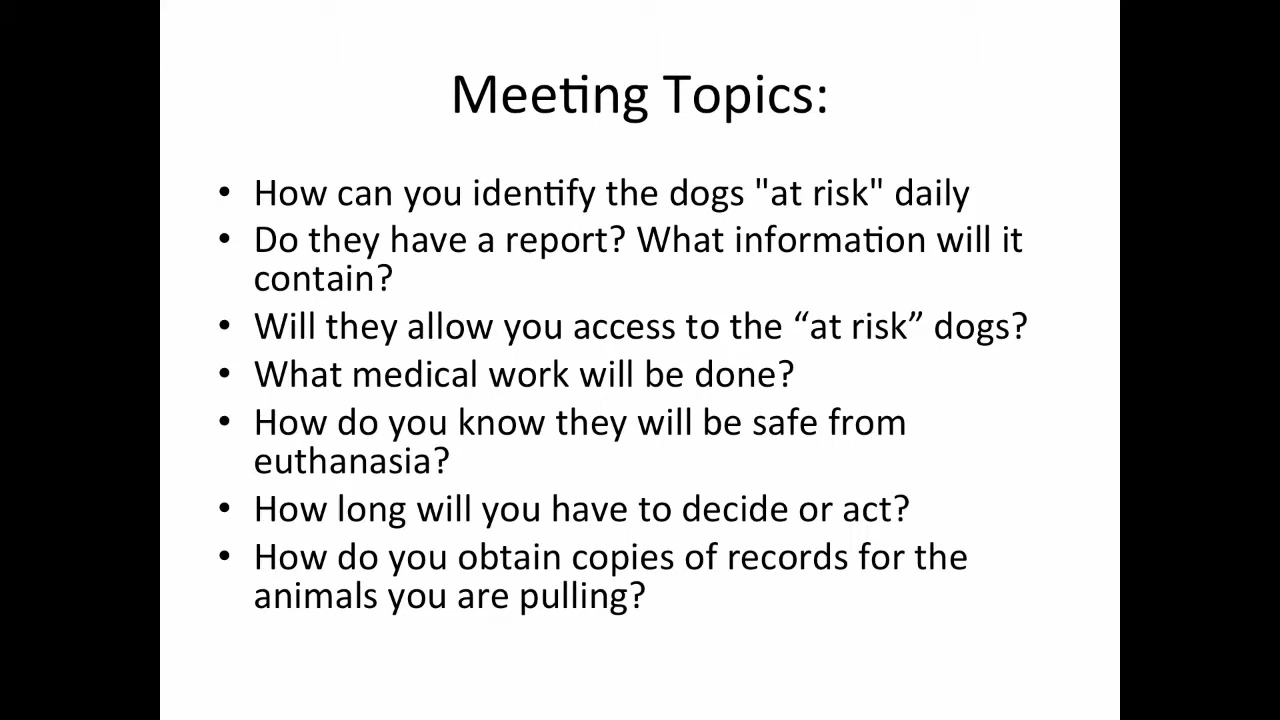 Meeting Topics:
• How can you identify the dogs "at risk" daily
• Do they have a report? What information will it
contain?
• Will they allow you access to the “at risk” dogs?
• What medical work will be done?
• How do you know they will be safe from
euthanasia?
• How long will you have to decide or act?
• How do you obtain copies of records for the
animals you are pulling?